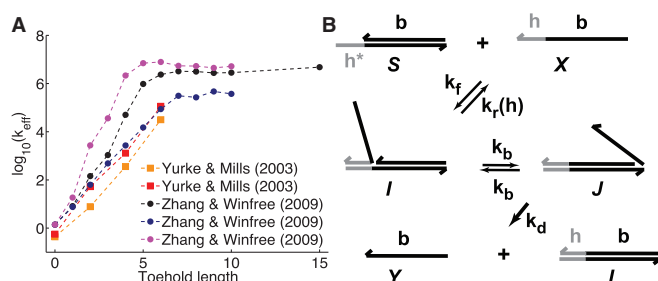 A
8
6
4
2
0
log10(keff)
0
5
10
15
Toehold length
Yurke & Mills (2003)
Yurke & Mills (2003)
Zhang & Winfree (2009)
Zhang & Winfree (2009)
Zhang & Winfree (2009)
B
b
h*
S
+
h
b
X
kf
kr(h)
I
kb
kb
J
kd
b
Y
+
h
b